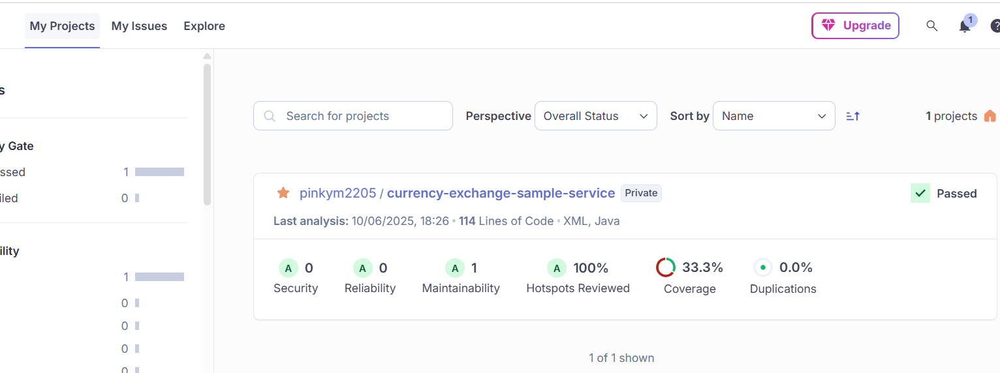 My Projects My Issues Explore Upgrade 1 ?
s
Search for projects Perspective Overall Status Sort by Name 1 projects
y Gate
ssed 1
iled 0
pinkym2205 / currency-exchange-sample-service Private Passed
Last analysis: 10/06/2025, 18:26 • 114 Lines of Code • XML, Java
ility
1
0
0
0
0
A 0 A 0 A 1 A 100% 33.3% 0.0%
Security Reliability Maintainability Hotspots Reviewed Coverage Duplications
1 of 1 shown